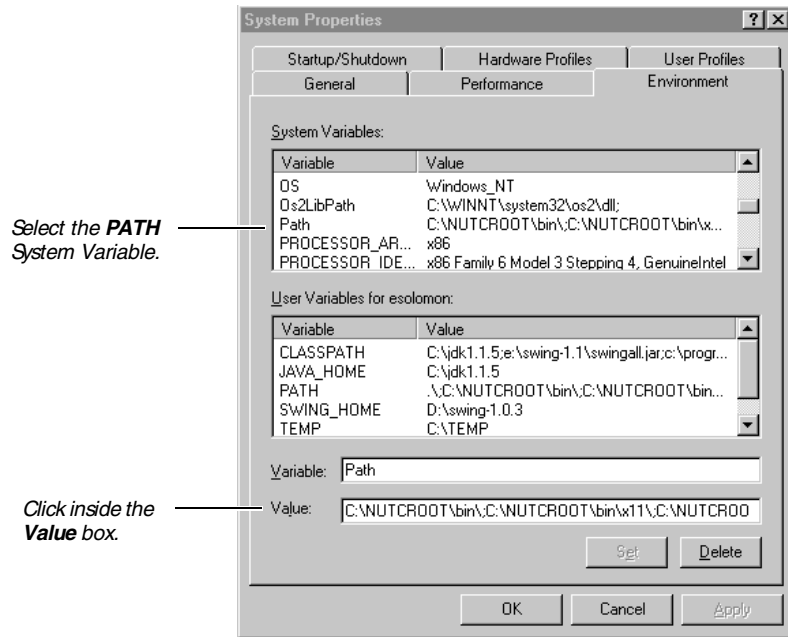 System Properties
Startup/Shutdown Hardware Profiles User Profiles
General Performance Environment
System Variables:
Variable Value
OS Windows_NT
Os2LibPath C:\WINNT\system32\os2\dll;
Path C:\NUTCROOT\bin\;C:\NUTCROOT\bin\x...
PROCESSOR_AR... x86
PROCESSOR_IDE... x86 Family 6 Model 3 Stepping 4, GenuineIntel
Select the PATH
System Variable.
User Variables for esolomon:
Variable Value
CLASSPATH C:\jdk1.1.5;e:\swing-1.1\swingall.jar;c:\progr...
JAVA_HOME C:\jdk1.1.5
PATH .\;C:\NUTCROOT\bin\;C:\NUTCROOT\bin...
SWING_HOME D:\swing-1.0.3
TEMP C:\TEMP
Variable: Path
Value: C:\NUTCROOT\bin\;C:\NUTCROOT\bin\x11\;C:\NUTCROO
Click inside the
Value box.
Set Delete
OK Cancel Apply